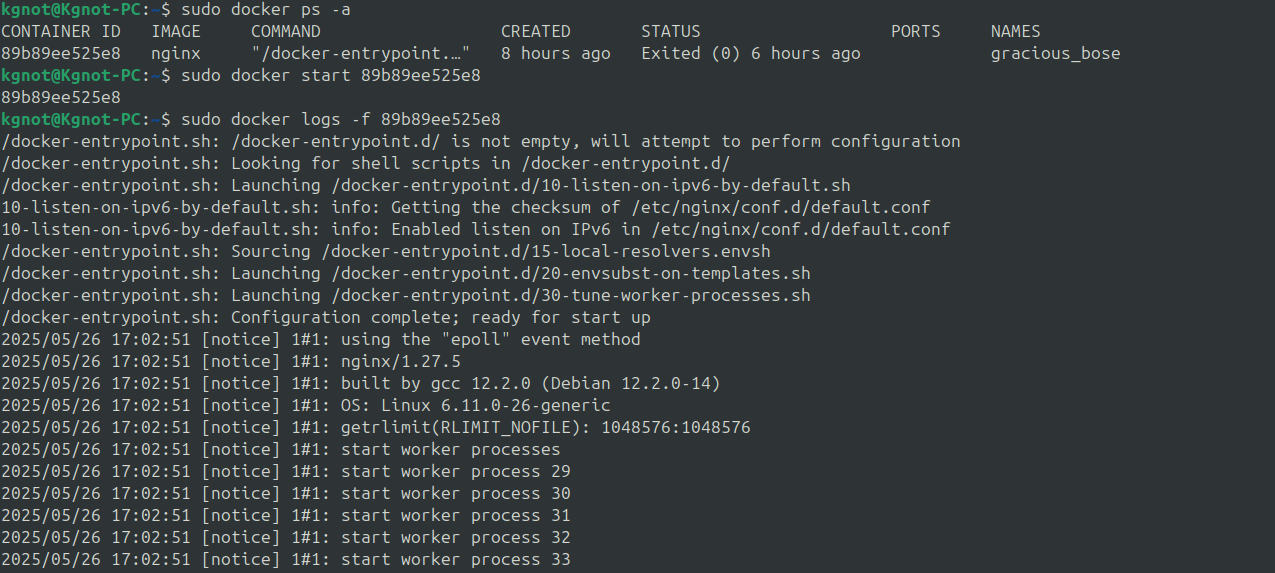 kgnot@Kgnot-PC:~$ sudo docker ps -a
CONTAINER ID   IMAGE     COMMAND                  CREATED       STATUS                   PORTS     NAMES
89b89ee525e8   nginx     "/docker-entrypoint.…"   8 hours ago   Exited (0) 6 hours ago             gracious_bose
kgnot@Kgnot-PC:~$ sudo docker start 89b89ee525e8
89b89ee525e8
kgnot@Kgnot-PC:~$ sudo docker logs -f 89b89ee525e8
/docker-entrypoint.sh: /docker-entrypoint.d/ is not empty, will attempt to perform configuration
/docker-entrypoint.sh: Looking for shell scripts in /docker-entrypoint.d/
/docker-entrypoint.sh: Launching /docker-entrypoint.d/10-listen-on-ipv6-by-default.sh
10-listen-on-ipv6-by-default.sh: info: Getting the checksum of /etc/nginx/conf.d/default.conf
10-listen-on-ipv6-by-default.sh: info: Enabled listen on IPv6 in /etc/nginx/conf.d/default.conf
/docker-entrypoint.sh: Sourcing /docker-entrypoint.d/15-local-resolvers.envsh
/docker-entrypoint.sh: Launching /docker-entrypoint.d/20-envsubst-on-templates.sh
/docker-entrypoint.sh: Launching /docker-entrypoint.d/30-tune-worker-processes.sh
/docker-entrypoint.sh: Configuration complete; ready for start up
2025/05/26 17:02:51 [notice] 1#1: using the "epoll" event method
2025/05/26 17:02:51 [notice] 1#1: nginx/1.27.5
2025/05/26 17:02:51 [notice] 1#1: built by gcc 12.2.0 (Debian 12.2.0-14)
2025/05/26 17:02:51 [notice] 1#1: OS: Linux 6.11.0-26-generic
2025/05/26 17:02:51 [notice] 1#1: getrlimit(RLIMIT_NOFILE): 1048576:1048576
2025/05/26 17:02:51 [notice] 1#1: start worker processes
2025/05/26 17:02:51 [notice] 1#1: start worker process 29
2025/05/26 17:02:51 [notice] 1#1: start worker process 30
2025/05/26 17:02:51 [notice] 1#1: start worker process 31
2025/05/26 17:02:51 [notice] 1#1: start worker process 32
2025/05/26 17:02:51 [notice] 1#1: start worker process 33